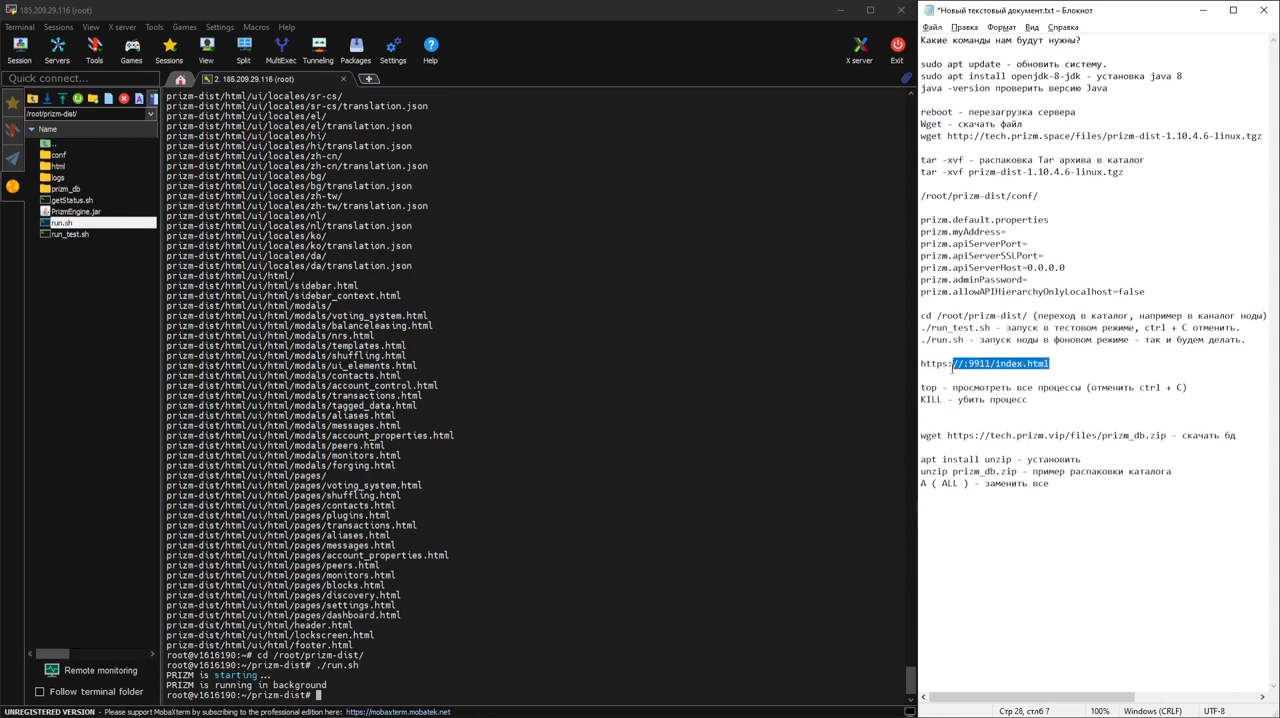 185.209.29.116 (root)
Terminal Sessions View X server Tools Games Settings Macros Help
Session Servers Tools Games Sessions View Split MultiExec Tunneling Packages Settings Help X server Exit
Quick connect...
2. 185.209.29.116 (root)
/root/prizm-dist/
Name
..
conf
html
logs
prizm_db
getStatus.sh
PrizmEngine.jar
run.sh
run_test.sh
Remote monitoring
Follow terminal folder
prizm-dist/html/ui/locales/sr-cs/
prizm-dist/html/ui/locales/sr-cs/translation.json
prizm-dist/html/ui/locales/el/
prizm-dist/html/ui/locales/el/translation.json
prizm-dist/html/ui/locales/hi/
prizm-dist/html/ui/locales/hi/translation.json
prizm-dist/html/ui/locales/zh-cn/
prizm-dist/html/ui/locales/zh-cn/translation.json
prizm-dist/html/ui/locales/bg/
prizm-dist/html/ui/locales/bg/translation.json
prizm-dist/html/ui/locales/zh-tw/
prizm-dist/html/ui/locales/zh-tw/translation.json
prizm-dist/html/ui/locales/nl/
prizm-dist/html/ui/locales/nl/translation.json
prizm-dist/html/ui/locales/ko/
prizm-dist/html/ui/locales/ko/translation.json
prizm-dist/html/ui/locales/da/
prizm-dist/html/ui/locales/da/translation.json
prizm-dist/html/ui/html/
prizm-dist/html/ui/html/sidebar.html
prizm-dist/html/ui/html/sidebar_context.html
prizm-dist/html/ui/html/modals/
prizm-dist/html/ui/html/modals/voting_system.html
prizm-dist/html/ui/html/modals/balanceleasing.html
prizm-dist/html/ui/html/modals/nrs.html
prizm-dist/html/ui/html/modals/templates.html
prizm-dist/html/ui/html/modals/shuffling.html
prizm-dist/html/ui/html/modals/ui_elements.html
prizm-dist/html/ui/html/modals/contacts.html
prizm-dist/html/ui/html/modals/account_control.html
prizm-dist/html/ui/html/modals/transactions.html
prizm-dist/html/ui/html/modals/tagged_data.html
prizm-dist/html/ui/html/modals/aliases.html
prizm-dist/html/ui/html/modals/messages.html
prizm-dist/html/ui/html/modals/account_properties.html
prizm-dist/html/ui/html/modals/peers.html
prizm-dist/html/ui/html/modals/monitors.html
prizm-dist/html/ui/html/modals/forging.html
prizm-dist/html/ui/html/pages/
prizm-dist/html/ui/html/pages/voting_system.html
prizm-dist/html/ui/html/pages/shuffling.html
prizm-dist/html/ui/html/pages/contacts.html
prizm-dist/html/ui/html/pages/plugins.html
prizm-dist/html/ui/html/pages/transactions.html
prizm-dist/html/ui/html/pages/aliases.html
prizm-dist/html/ui/html/pages/messages.html
prizm-dist/html/ui/html/pages/account_properties.html
prizm-dist/html/ui/html/pages/peers.html
prizm-dist/html/ui/html/pages/monitors.html
prizm-dist/html/ui/html/pages/blocks.html
prizm-dist/html/ui/html/pages/discovery.html
prizm-dist/html/ui/html/pages/settings.html
prizm-dist/html/ui/html/pages/dashboard.html
prizm-dist/html/ui/html/header.html
prizm-dist/html/ui/html/lockscreen.html
prizm-dist/html/ui/html/footer.html
root@v1616190:~# cd /root/prizm-dist/
root@v1616190:~/prizm-dist# ./run.sh
PRIZM is starting...
PRIZM is running in background
root@v1616190:~/prizm-dist#
UNREGISTERED VERSION - Please support MobaXterm by subscribing to the professional edition here: https://mobaxterm.mobatek.net
*Новый текстовый документ.txt – Блокнот
Файл Правка Формат Вид Справка
Какие команды нам будут нужны?
sudo apt update - обновить систему.
sudo apt install openjdk-8-jdk - установка java 8
java -version проверить версию Java
reboot - перезагрузка сервера
Wget - скачать файл
wget http://tech.prizm.space/files/prizm-dist-1.10.4.6-linux.tgz
tar -xvf - распаковка Tar архива в каталог
tar -xvf prizm-dist-1.10.4.6-linux.tgz
/root/prizm-dist/conf/
prizm.default.properties
prizm.myAddress=
prizm.apiServerPort=
prizm.apiServerSSLPort=
prizm.apiServerHost=0.0.0.0
prizm.adminPassword=
prizm.allowAPIHierarchyOnlyLocalhost=false
cd /root/prizm-dist/ (переход в каталог, например в каналог ноды)
./run_test.sh - запуск в тестовом режиме, ctrl + C отменить.
./run.sh - запуск ноды в фоновом режиме - так и будем делать.
https://:9911/index.html
top - просмотреть все процессы (отменить ctrl + C)
KILL - убить процесс
wget https://tech.prizm.vip/files/prizm_db.zip - скачать бд
apt install unzip - установить
unzip prizm_db.zip - пример распаковки каталога
A ( ALL ) - заменить все
Стр 28, стлб 7 100% Windows (CRLF) UTF-8